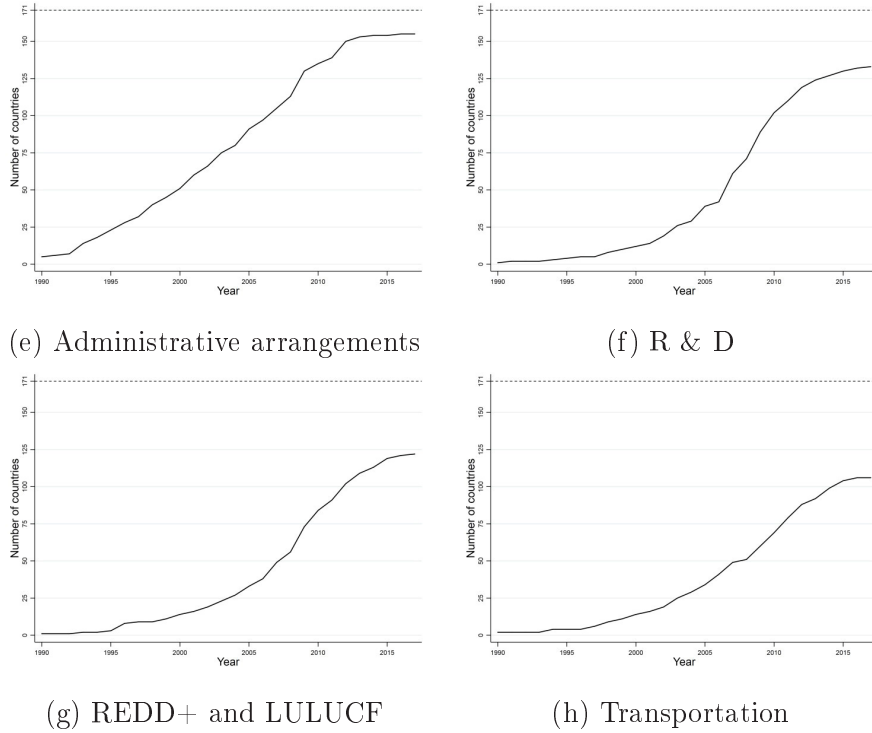 171
150
125
100
75
50
25
0
Number of countries
1990 1995 2000 2005 2010 2015
Year
(e) Administrative arrangements
171
150
125
100
75
50
25
0
Number of countries
1990 1995 2000 2005 2010 2015
Year
(f) R & D
171
150
125
100
75
50
25
0
Number of countries
1990 1995 2000 2005 2010 2015
Year
(g) REDD+ and LULUCF
171
150
125
100
75
50
25
0
Number of countries
1990 1995 2000 2005 2010 2015
Year
(h) Transportation